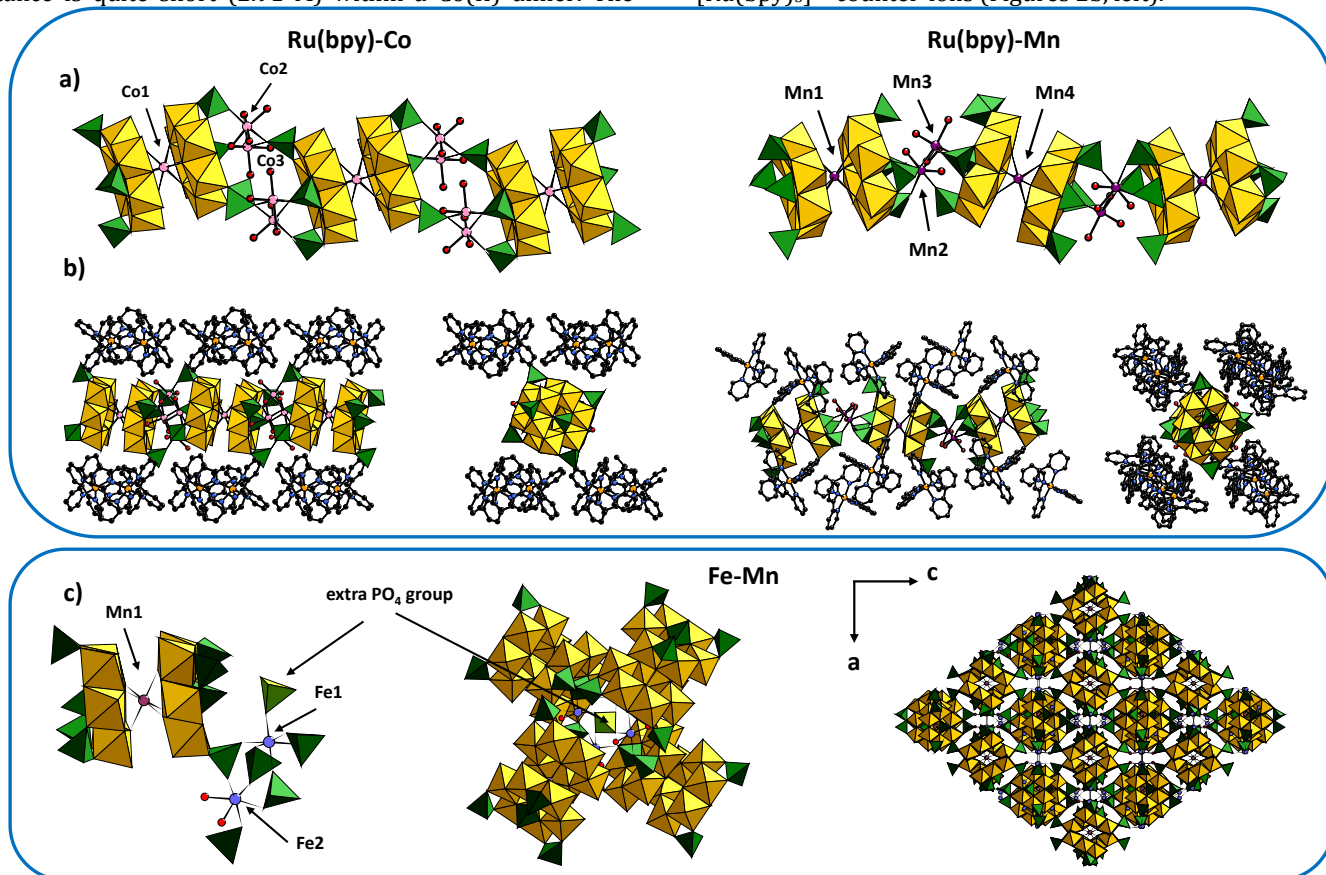 Ru(bpy)-Co
Ru(bpy)-Mn
a)
Co1
Co2
Co3
Mn1
Mn3
Mn4
Mn2
b)
Fe-Mn
c)
Mn1
extra PO₄ group
Fe1
Fe2
c
a